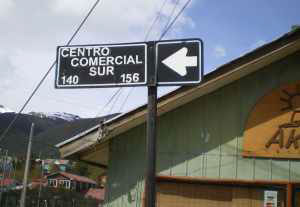 CENTRO
COMERCIAL
SUR
140 156